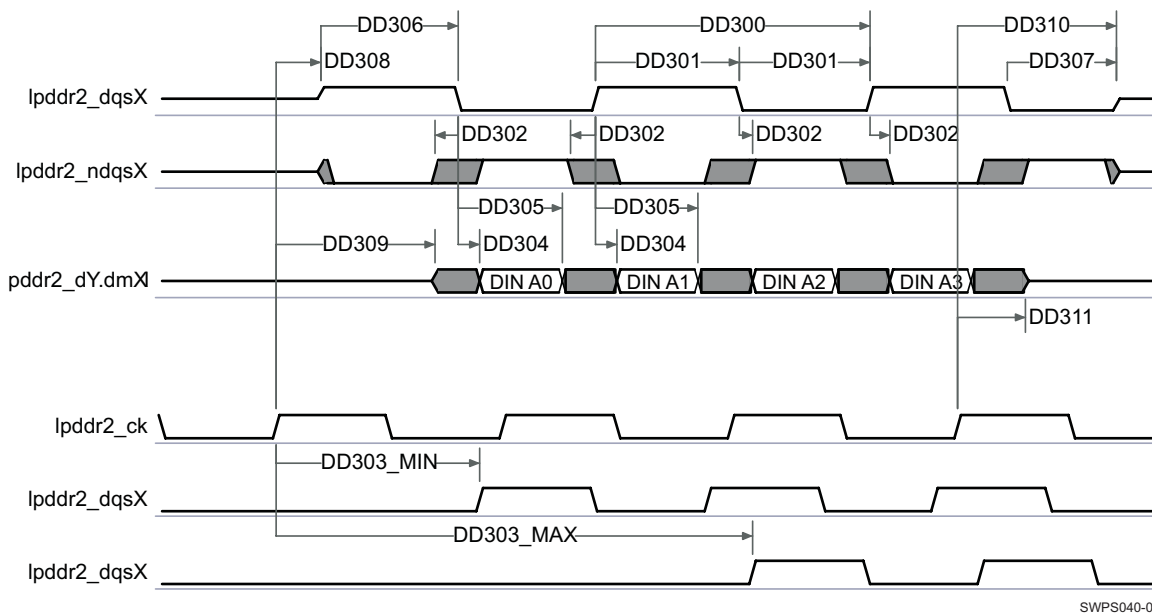 DD306
DD300
DD310
DD308
DD301
DD301
DD307
lpddr2_dqsX
DD302
DD302
DD302
DD302
lpddr2_ndqsX
DD305
DD305
DD309
DD304
DD304
pddr2_dY.dmXl
DIN A0
DIN A1
DIN A2
DIN A3
DD311
lpddr2_ck
DD303_MIN
lpddr2_dqsX
DD303_MAX
lpddr2_dqsX
SWPS040-0